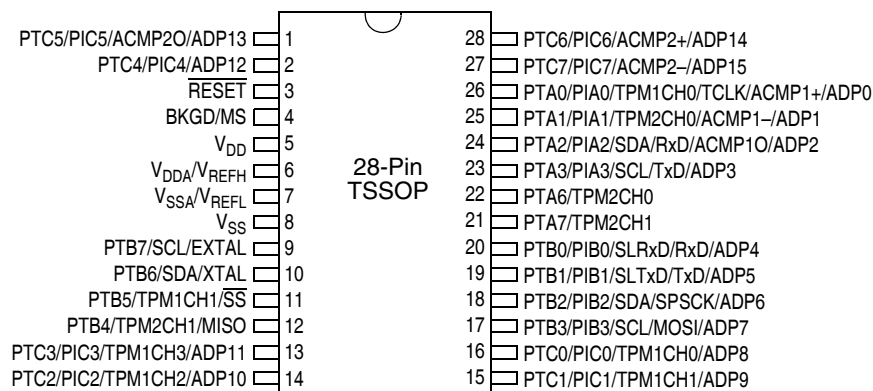 PTC5/PIC5/ACMP2O/ADP13 1
PTC4/PIC4/ADP12 2
RESET 3
BKGD/MS 4
VDD 5
VDDA/VREFH 6
VSSA/VREFL 7
VSS 8
PTB7/SCL/EXTAL 9
PTB6/SDA/XTAL 10
PTB5/TPM1CH1/SS 11
PTB4/TPM2CH1/MISO 12
PTC3/PIC3/TPM1CH3/ADP11 13
PTC2/PIC2/TPM1CH2/ADP10 14
28-Pin
TSSOP
28 PTC6/PIC6/ACMP2+/ADP14
27 PTC7/PIC7/ACMP2–/ADP15
26 PTA0/PIA0/TPM1CH0/TCLK/ACMP1+/ADP0
25 PTA1/PIA1/TPM2CH0/ACMP1–/ADP1
24 PTA2/PIA2/SDA/RxD/ACMP1O/ADP2
23 PTA3/PIA3/SCL/TxD/ADP3
22 PTA6/TPM2CH0
21 PTA7/TPM2CH1
20 PTB0/PIB0/SLRxD/RxD/ADP4
19 PTB1/PIB1/SLTxD/TxD/ADP5
18 PTB2/PIB2/SDA/SPSCK/ADP6
17 PTB3/PIB3/SCL/MOSI/ADP7
16 PTC0/PIC0/TPM1CH0/ADP8
15 PTC1/PIC1/TPM1CH1/ADP9